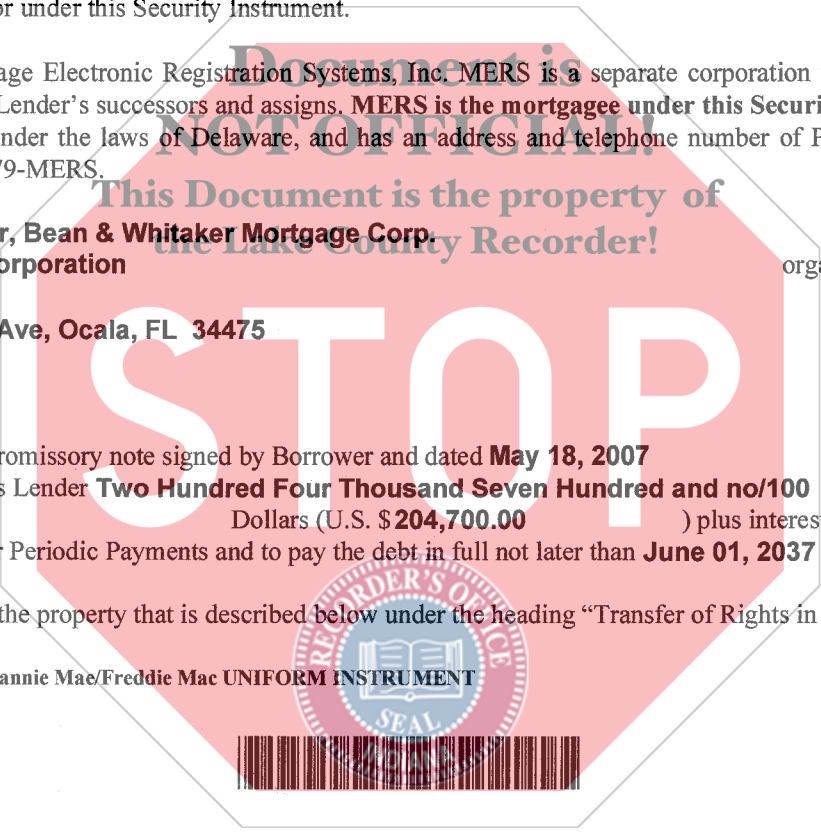 or under this Security Instrument.
Document is
age Electronic Registration Systems, Inc. MERS is a separate corporation
Lender’s successors and assigns. MERS is the mortgagee under this Securi
NOT OFFICIAL!
nder the laws of Delaware, and has an address and telephone number of P
79-MERS.
This Document is the property of
r, Bean & Whitaker Mortgage Corp.
the Lake County Recorder!
orporation orga
Ave, Ocala, FL 34475
STOP
romissory note signed by Borrower and dated May 18, 2007
s Lender Two Hundred Four Thousand Seven Hundred and no/100
Dollars (U.S. $204,700.00 ) plus interes
r Periodic Payments and to pay the debt in full not later than June 01, 2037
RECORDER'S OFFICE
the property that is described below under the heading “Transfer of Rights in
annie Mae/Freddie Mac UNIFORM INSTRUMENT
SEAL
INDIANA